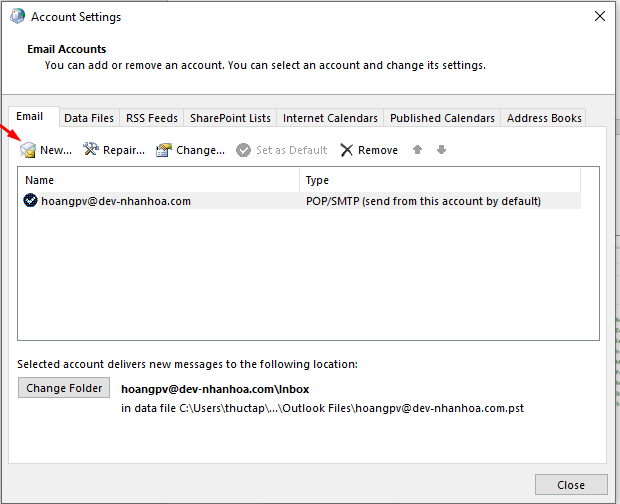 Account Settings
Email Accounts
You can add or remove an account. You can select an account and change its settings.
Email Data Files RSS Feeds SharePoint Lists Internet Calendars Published Calendars Address Books
New... Repair... Change... Set as Default Remove
Name Type
hoangpv@dev-nhanhoa.com POP/SMTP (send from this account by default)
Selected account delivers new messages to the following location:
Change Folder hoangpv@dev-nhanhoa.com\Inbox
in data file C:\Users\thuctap\...\Outlook Files\hoangpv@dev-nhanhoa.com.pst
Close